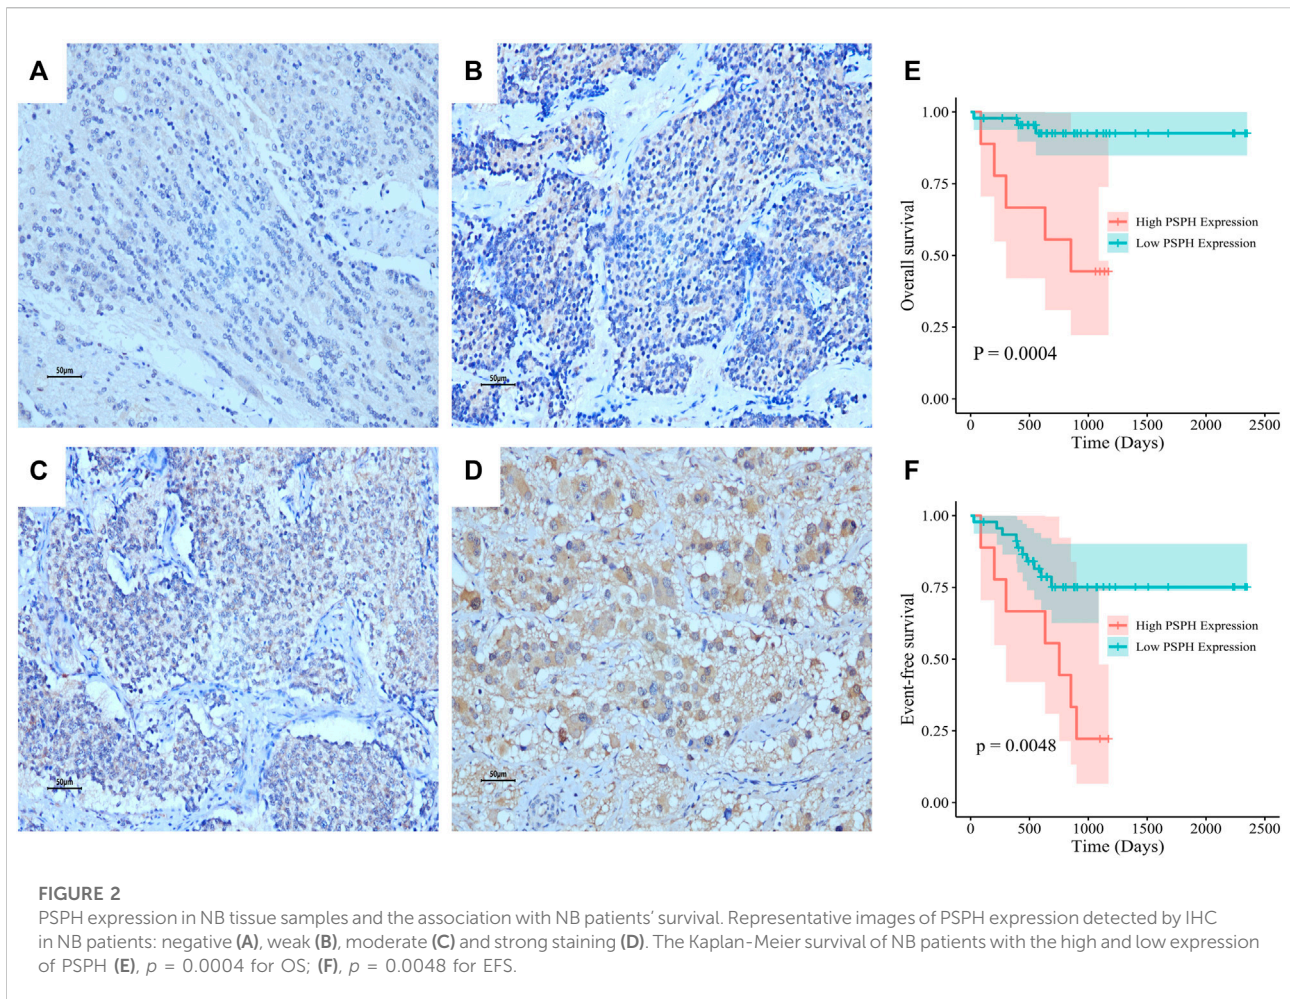 A
50μm
B
50μm
C
50μm
D
50μm
E
1.00
0.75
0.50
0.25
0.00
Overall survival
High PSPH Expression
Low PSPH Expression
P = 0.0004
0 500 1000 1500 2000 2500
Time (Days)
F
1.00
0.75
0.50
0.25
0.00
Event-free survival
High PSPH Expression
Low PSPH Expression
p = 0.0048
0 500 1000 1500 2000 2500
Time (Days)
FIGURE 2
PSPH expression in NB tissue samples and the association with NB patients’ survival. Representative images of PSPH expression detected by IHC
in NB patients: negative (A), weak (B), moderate (C) and strong staining (D). The Kaplan-Meier survival of NB patients with the high and low expression
of PSPH (E), p = 0.0004 for OS; (F), p = 0.0048 for EFS.